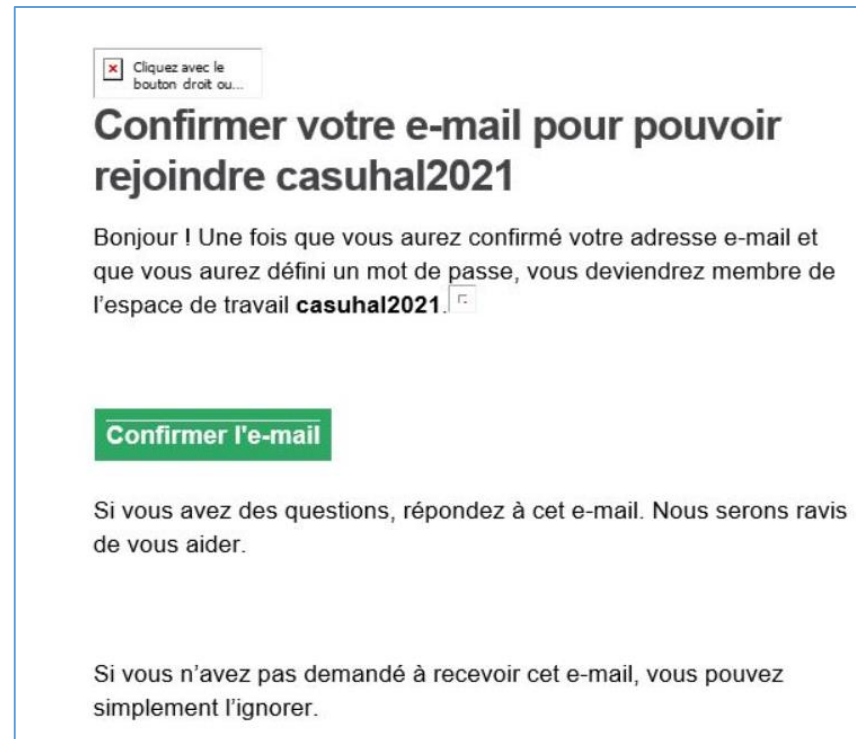 Cliquez avec le
bouton droit ou...
Confirmer votre e-mail pour pouvoir
rejoindre casuhal2021
Bonjour ! Une fois que vous aurez confirmé votre adresse e-mail et
que vous aurez défini un mot de passe, vous deviendrez membre de
l’espace de travail casuhal2021.
Confirmer l'e-mail
Si vous avez des questions, répondez à cet e-mail. Nous serons ravis
de vous aider.
Si vous n’avez pas demandé à recevoir cet e-mail, vous pouvez
simplement l’ignorer.